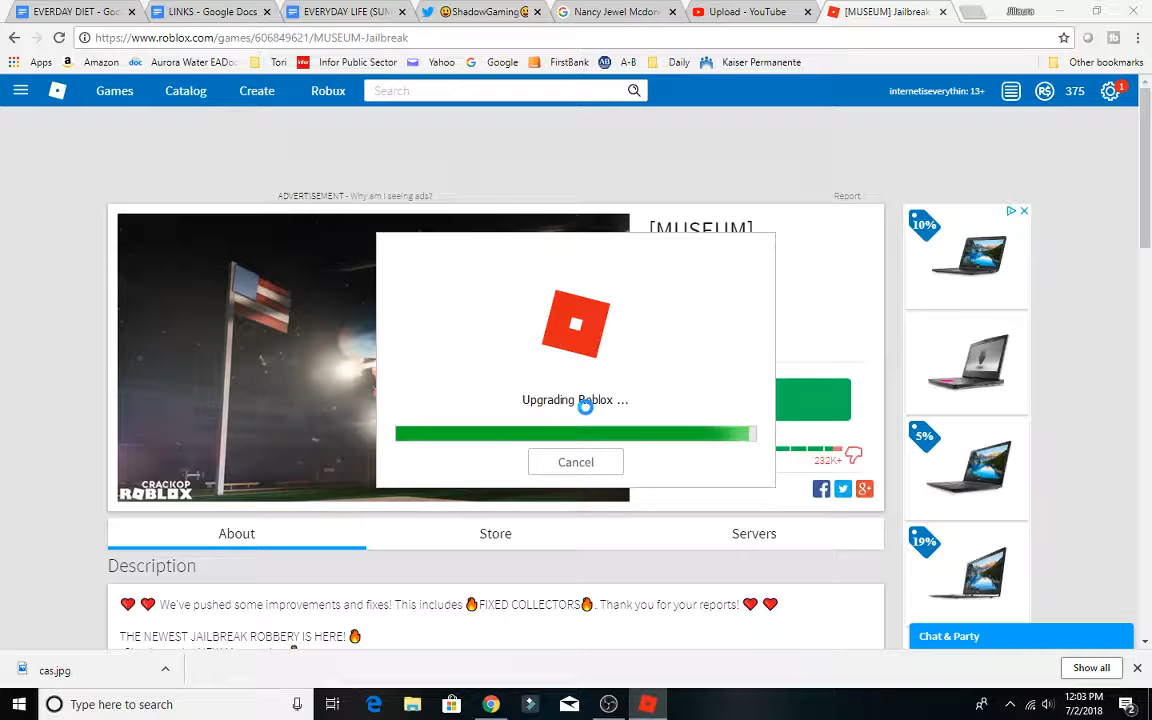 EVERDAY DIET - Goo
LINKS - Google Docs
EVERYDAY LIFE (SUM
😀ShadowGaming😀
Nancy Jewel Mcdon
Upload - YouTube
[MUSEUM] Jailbreak
https://www.roblox.com/games/606849621/MUSEUM-Jailbreak
Apps
Amazon
Aurora Water EADoc
Tori
Infor Public Sector
Yahoo
Google
FirstBank
A-B
Daily
Kaiser Permanente
Other bookmarks
Games
Catalog
Create
Robux
Search
internetiseverythin: 13+
R$
375
1
ADVERTISEMENT - Why am I seeing ads?
Report
[MUSEUM]
10%
Upgrading Roblox ...
Cancel
232K+
5%
19%
CRACKOP
ROBLOX
About
Store
Servers
Description
❤️ ❤️ We've pushed some improvements and fixes! This includes 🔥FIXED COLLECTORS🔥. Thank you for your reports! ❤️ ❤️
THE NEWEST JAILBREAK ROBBERY IS HERE! 🔥
Chat & Party
cas.jpg
Show all
Type here to search
12:03 PM
7/2/2018
2